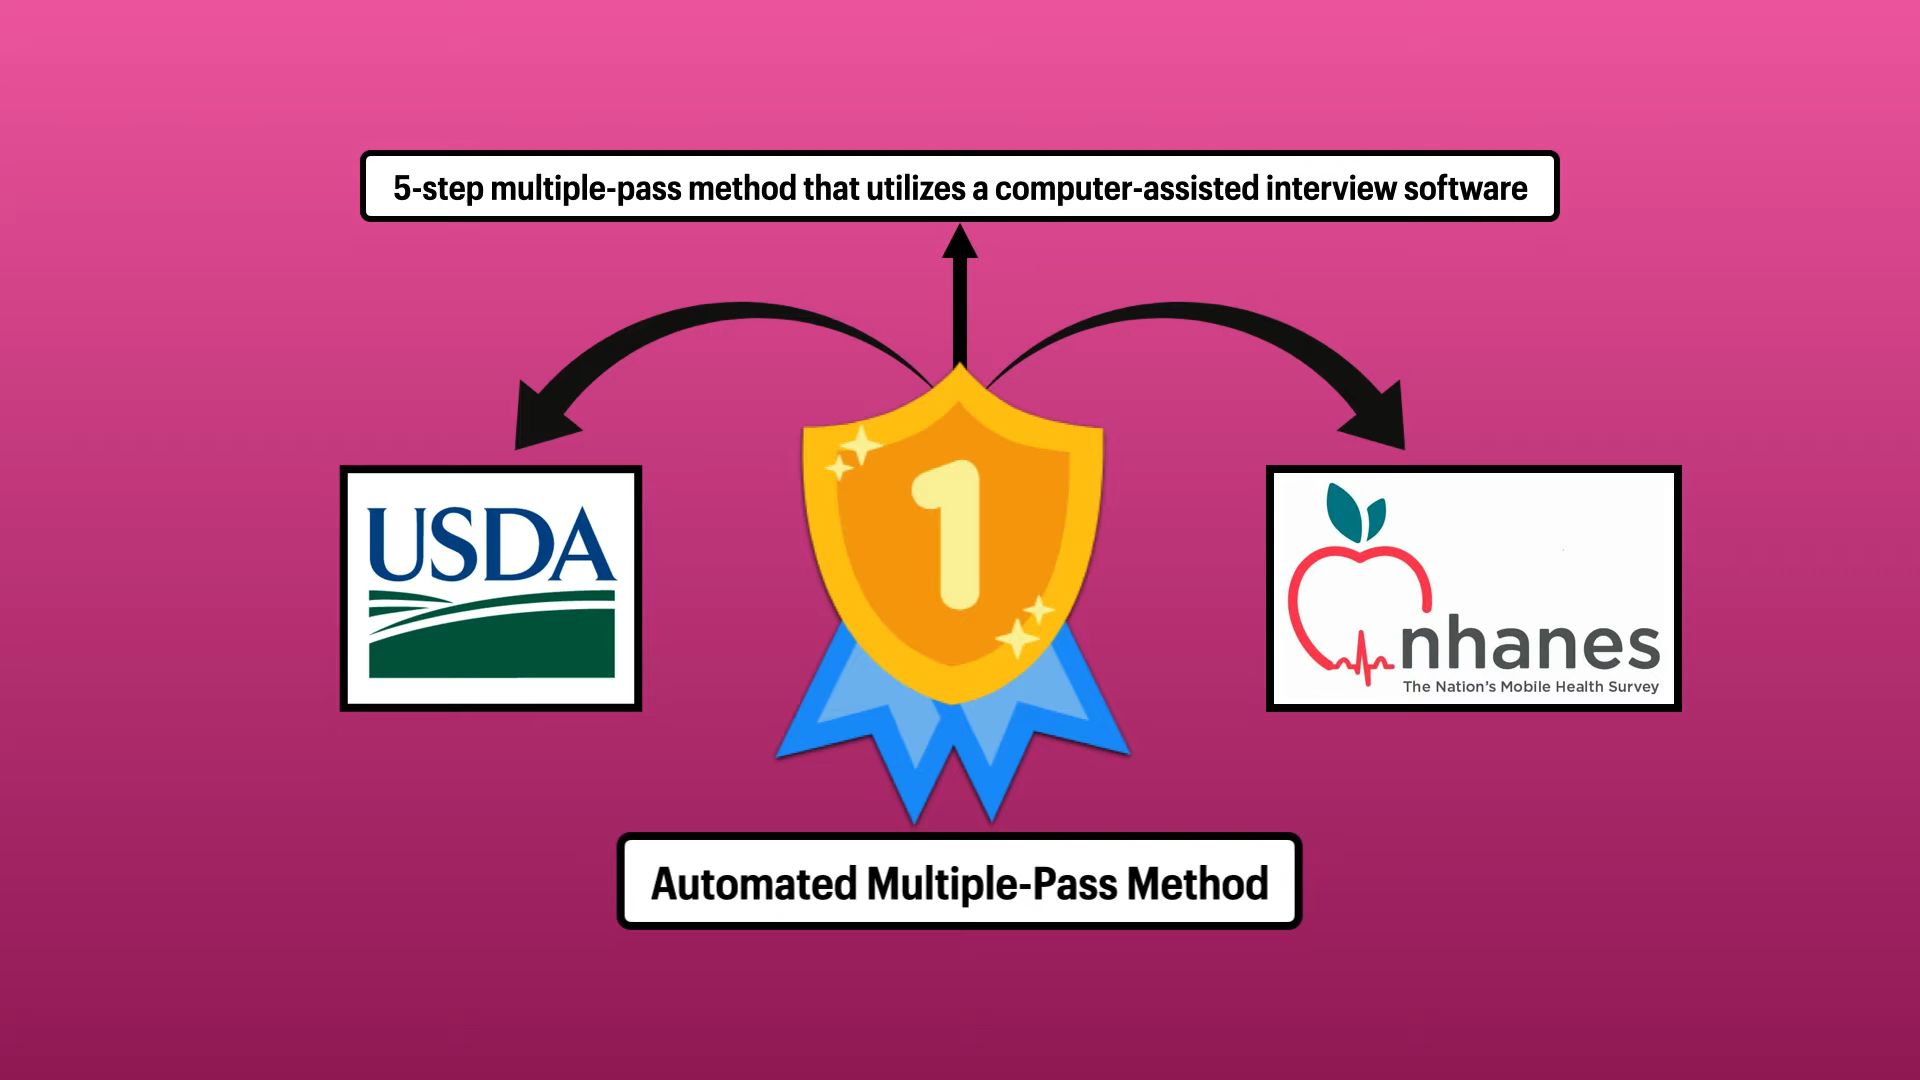 5-step multiple-pass method that utilizes a computer-assisted interview software
1
USDA
nhanes
The Nation's Mobile Health Survey
Automated Multiple-Pass Method